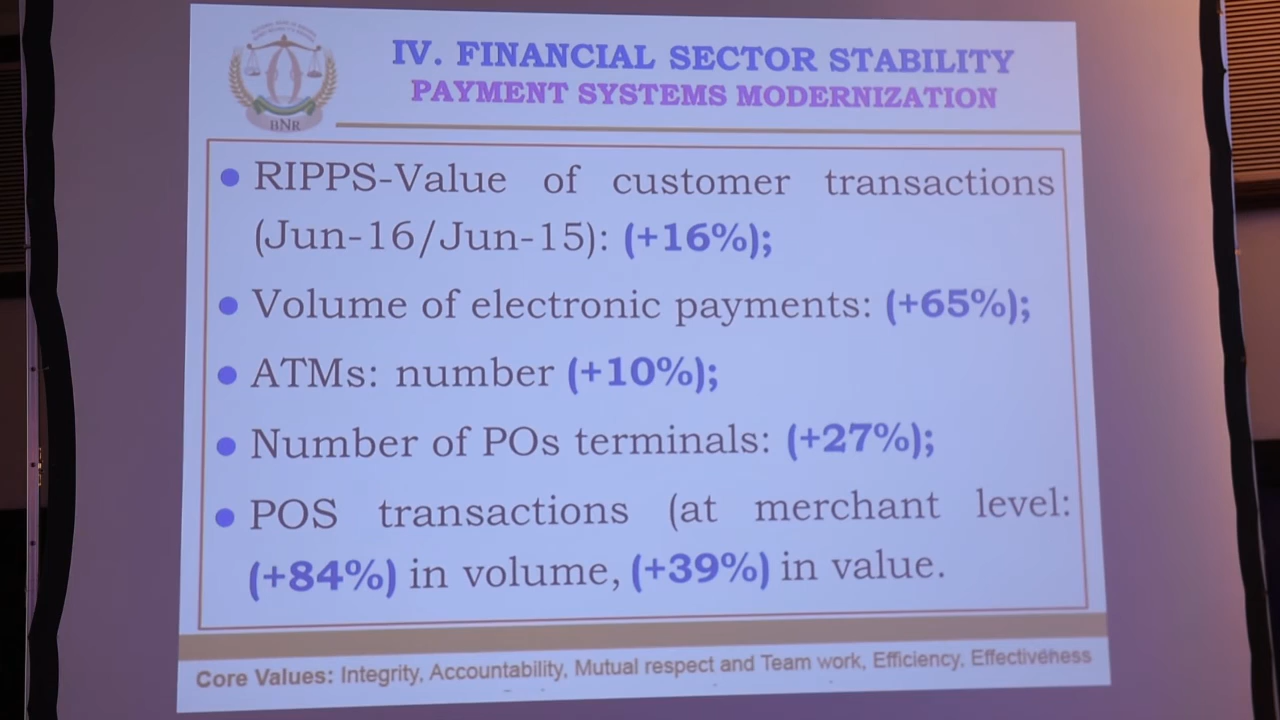 IV. FINANCIAL SECTOR STABILITY
PAYMENT SYSTEMS MODERNIZATION
BNR
• RIPPS-Value of customer transactions
(Jun-16/Jun-15): (+16%);
• Volume of electronic payments: (+65%);
• ATMs: number (+10%);
• Number of POs terminals: (+27%);
• POS transactions (at merchant level:
(+84%) in volume, (+39%) in value.
Core Values: Integrity, Accountability, Mutual respect and Team work, Efficiency, Effectiveness